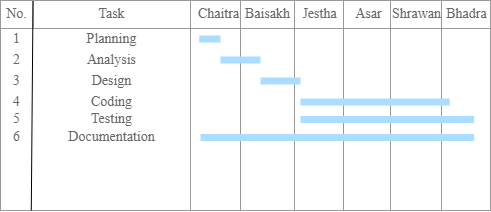 No. Task Chaitra Baisakh Jestha Asar Shrawan Bhadra
1 Planning
2 Analysis
3 Design
4 Coding
5 Testing
6 Documentation